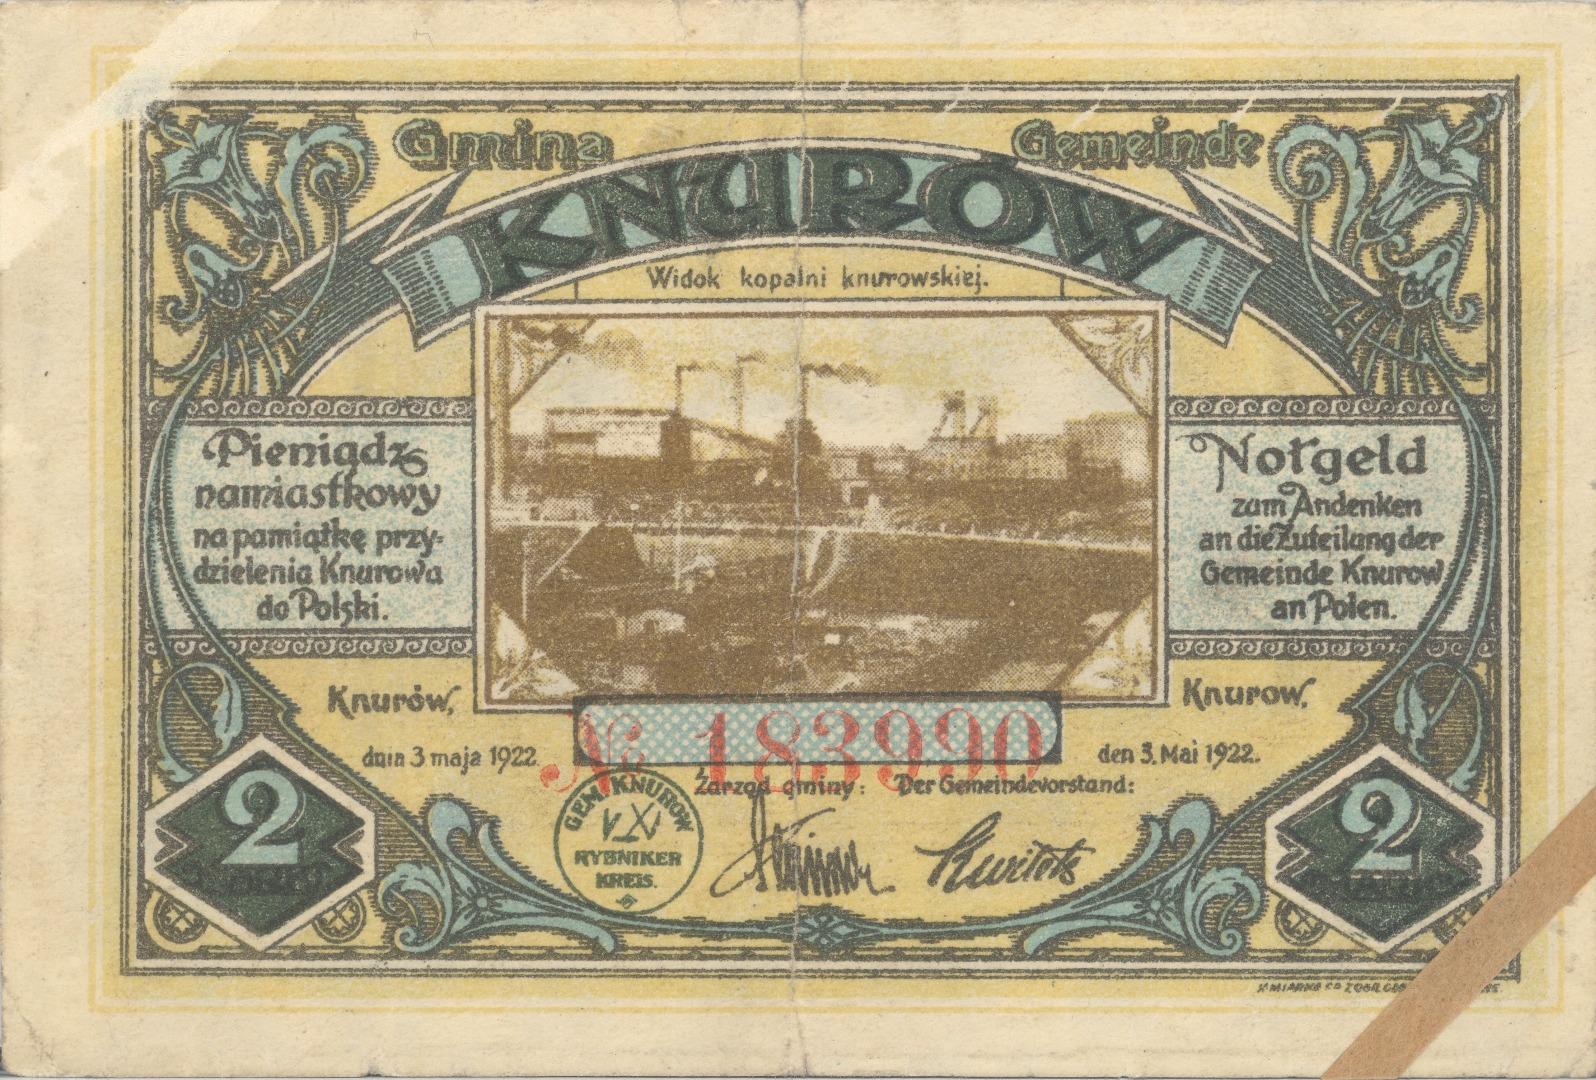 Gmina
Gemeinde
KNURÓW
Widok kopalni knurowskiej.
Pieniądz
namiastkowy
na pamiątkę przy-
dzielenia Knurowa
do Polski.
Notgeld
zum Andenken
an die Zuteilung der
Gemeinde Knurow
an Polen.
Knurów,
dnia 3 maja 1922.
Knurow,
den 3. Mai 1922.
№ 183990
Zarząd gminy:
Der Gemeindevorstand:
GEM. KNUROW
RYBNIKER
KREIS.
2
2
K. MIARKA